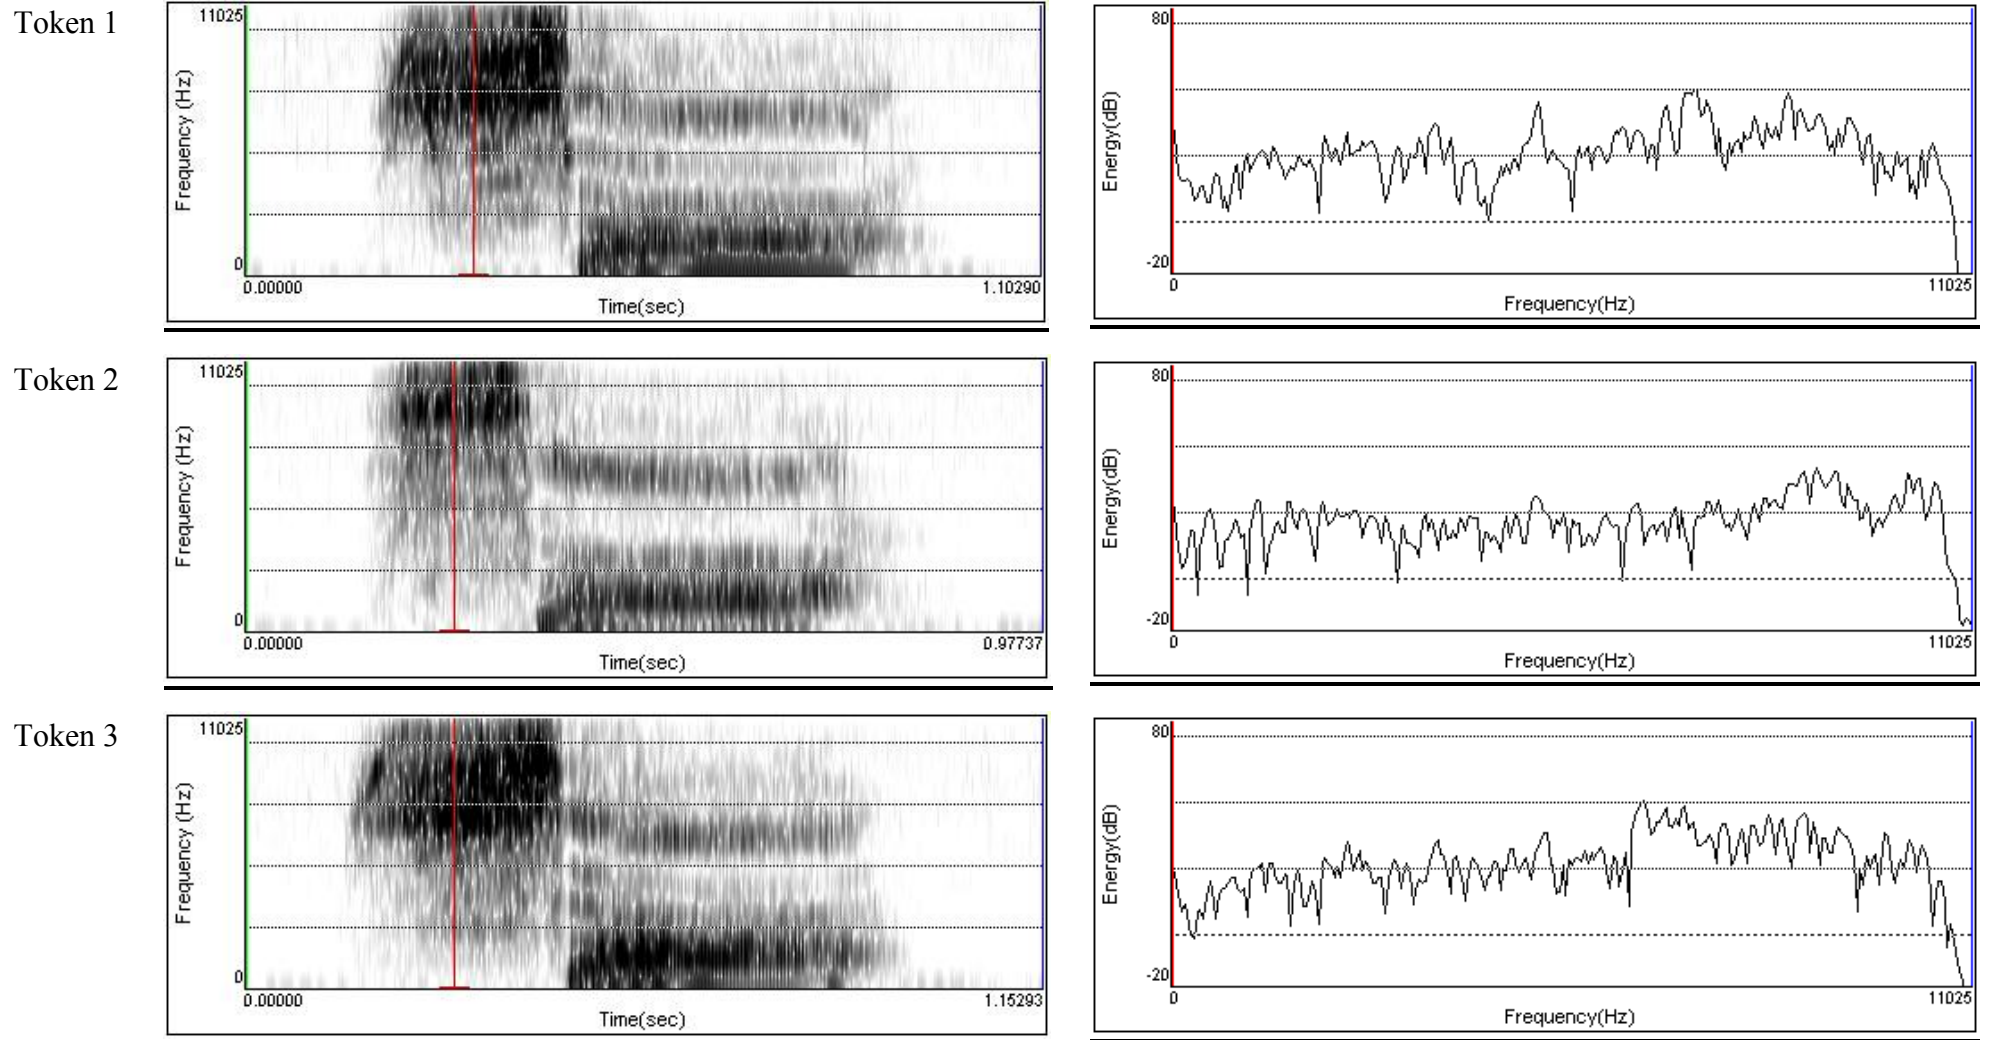 Token 1
11025
Frequency (Hz)
0
0.00000
1.10290
Time(sec)
80
Energy(dB)
-20
0
11025
Frequency(Hz)
Token 2
11025
Frequency (Hz)
0
0.00000
0.97737
Time(sec)
80
Energy(dB)
-20
0
11025
Frequency(Hz)
Token 3
11025
Frequency (Hz)
0
0.00000
1.15293
Time(sec)
80
Energy(dB)
-20
0
11025
Frequency(Hz)